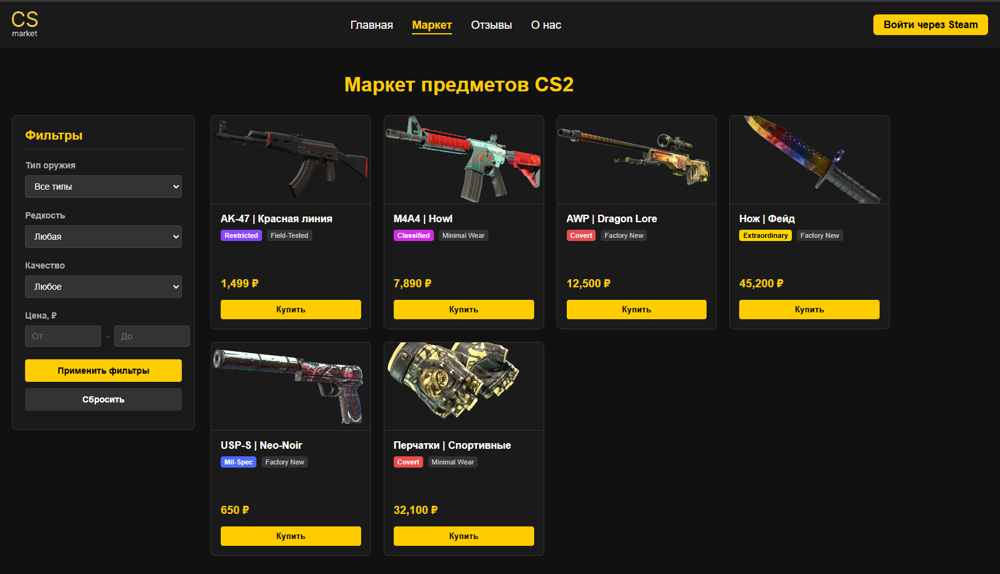 CS
market
Главная
Маркет
Отзывы
О нас
Войти через Steam
Маркет предметов CS2
Фильтры
Тип оружия
Все типы
Редкость
Любая
Качество
Любое
Цена, ₽
От
-
До
Применить фильтры
Сбросить
AK-47 | Красная линия
Restricted
Field-Tested
1,499 ₽
Купить
M4A4 | Howl
Classified
Minimal Wear
7,890 ₽
Купить
AWP | Dragon Lore
Covert
Factory New
12,500 ₽
Купить
Нож | Фейд
Extraordinary
Factory New
45,200 ₽
Купить
USP-S | Neo-Noir
Mil-Spec
Factory New
650 ₽
Купить
Перчатки | Спортивные
Covert
Minimal Wear
32,100 ₽
Купить